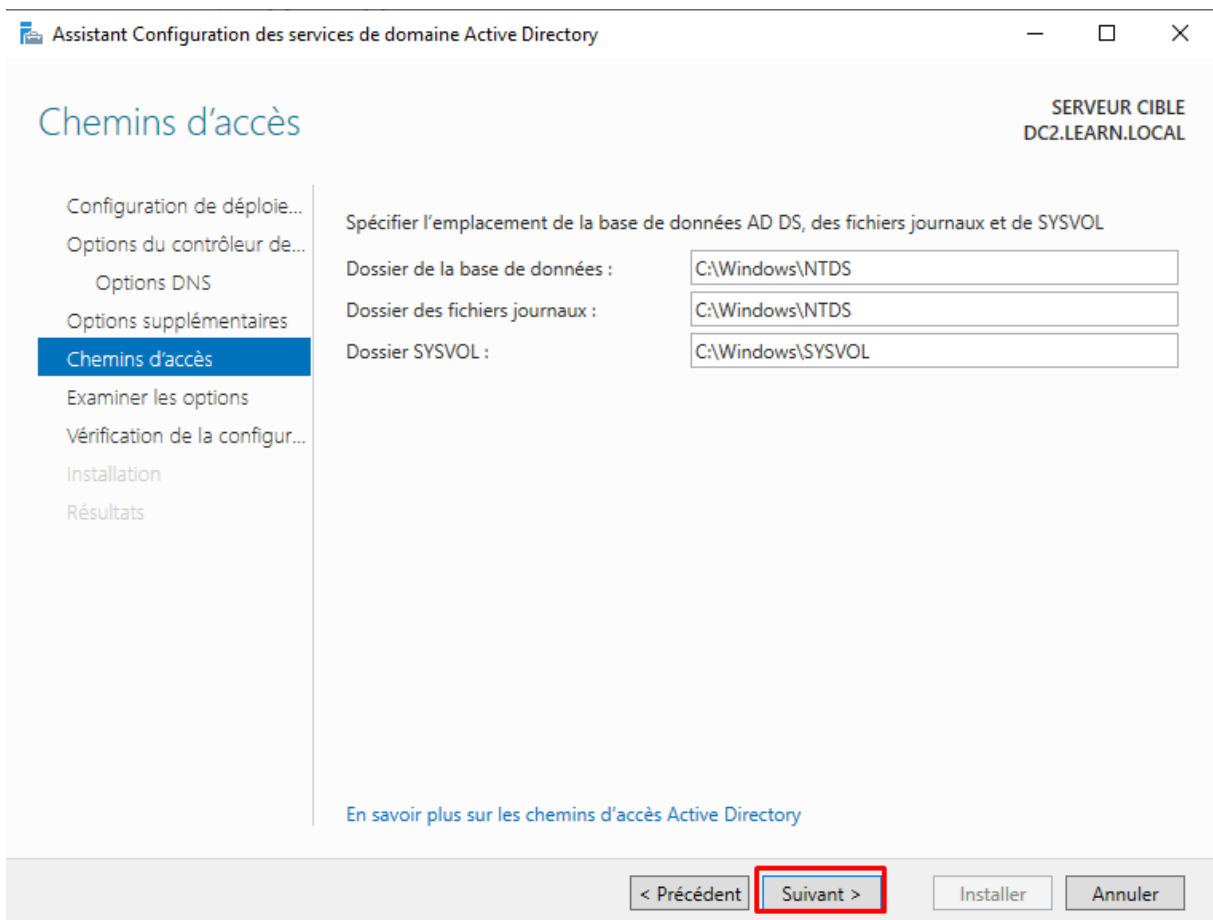 Assistant Configuration des services de domaine Active Directory
Chemins d’accès
SERVEUR CIBLE
DC2.LEARN.LOCAL
Configuration de déploie...
Options du contrôleur de...
Options DNS
Options supplémentaires
Chemins d’accès
Examiner les options
Vérification de la configur...
Installation
Résultats
Spécifier l’emplacement de la base de données AD DS, des fichiers journaux et de SYSVOL
Dossier de la base de données : C:\Windows\NTDS
Dossier des fichiers journaux : C:\Windows\NTDS
Dossier SYSVOL : C:\Windows\SYSVOL
En savoir plus sur les chemins d’accès Active Directory
< Précédent Suivant > Installer Annuler